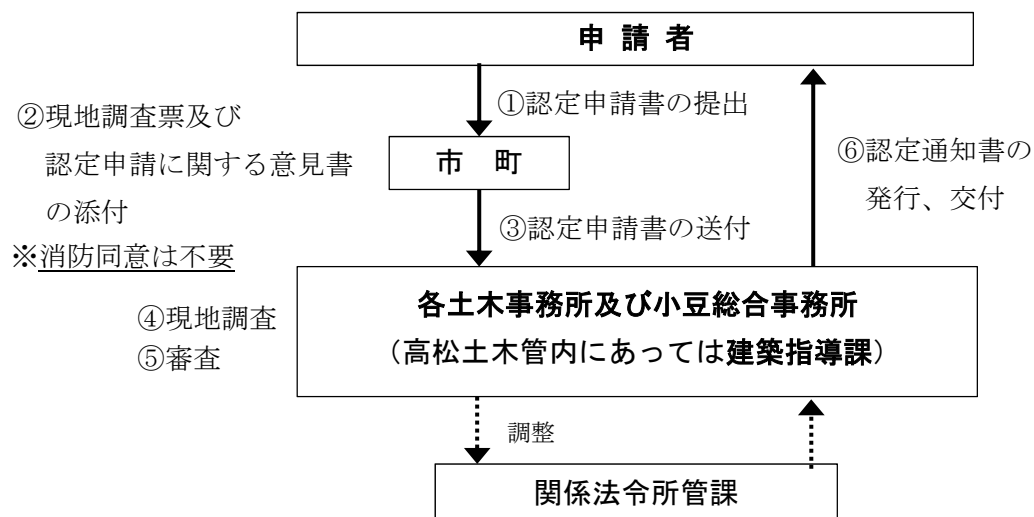 申 請 者
①認定申請書の提出
②現地調査票及び
認定申請に関する意見書
の添付
※消防同意は不要
市 町
⑥認定通知書の
発行、交付
③認定申請書の送付
各土木事務所及び小豆総合事務所
（高松土木管内にあっては建築指導課）
④現地調査
⑤審査
調整
関係法令所管課